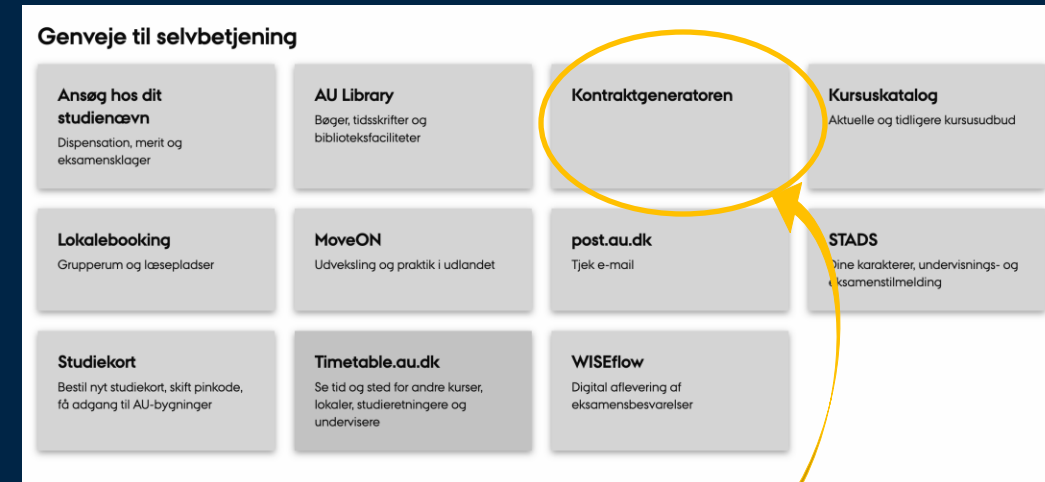 Genveje til selvbetjening
Ansøg hos dit
studienævn
Dispensation, merit og
eksamensklager
AU Library
Bøger, tidsskrifter og
biblioteksfaciliteter
Kontraktgeneratoren
Kursuskatalog
Aktuelle og tidligere kursusudbud
Lokalebooking
Grupperum og læsepladser
MoveON
Udveksling og praktik i udlandet
post.au.dk
Tjek e-mail
STADS
Dine karakterer, undervisnings- og
eksamenstilmelding
Studiekort
Bestil nyt studiekort, skift pinkode,
få adgang til AU-bygninger
Timetable.au.dk
Se tid og sted for andre kurser,
lokaler, studieretningere og
undervisere
WISEflow
Digital aflevering af
eksamensbesvarelser